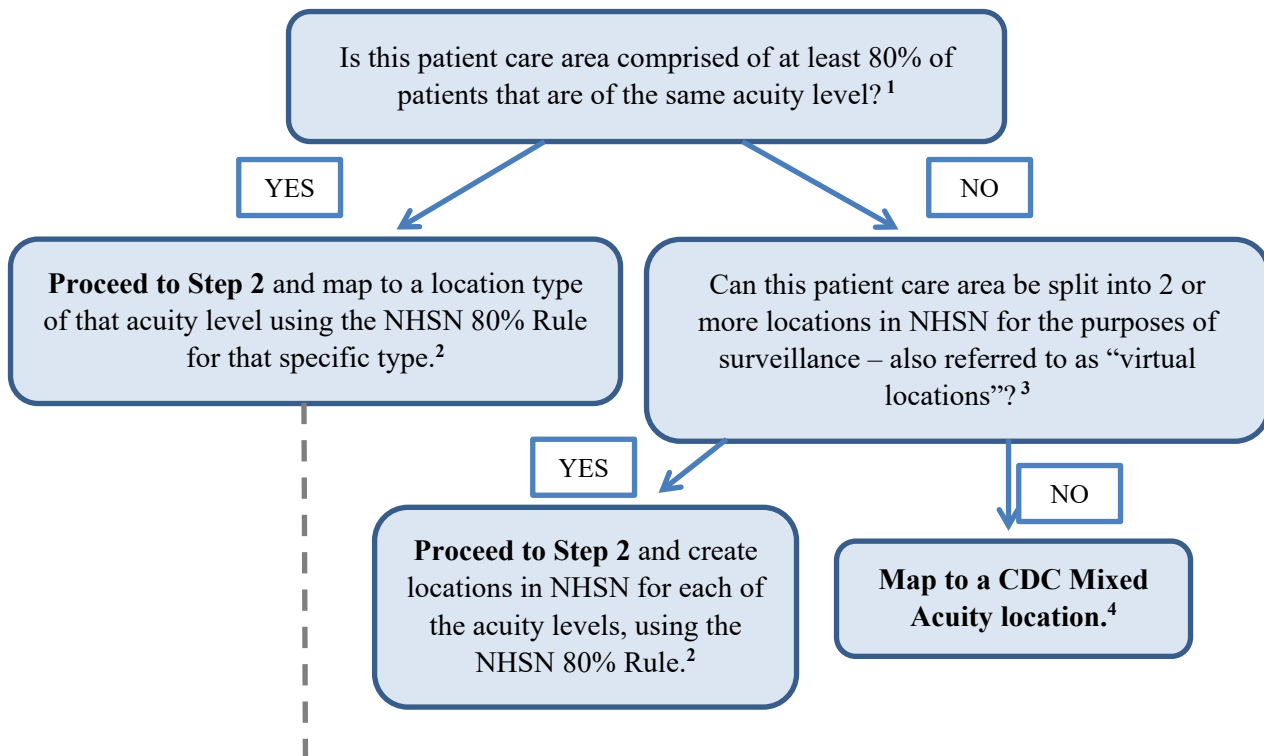 Is this patient care area comprised of at least 80% of
patients that are of the same acuity level? 1
YES
NO
Proceed to Step 2 and map to a location type
of that acuity level using the NHSN 80% Rule
for that specific type.2
Can this patient care area be split into 2 or
more locations in NHSN for the purposes of
surveillance – also referred to as “virtual
locations”? 3
YES
NO
Proceed to Step 2 and create
locations in NHSN for each of
the acuity levels, using the
NHSN 80% Rule.2
Map to a CDC Mixed
Acuity location.4